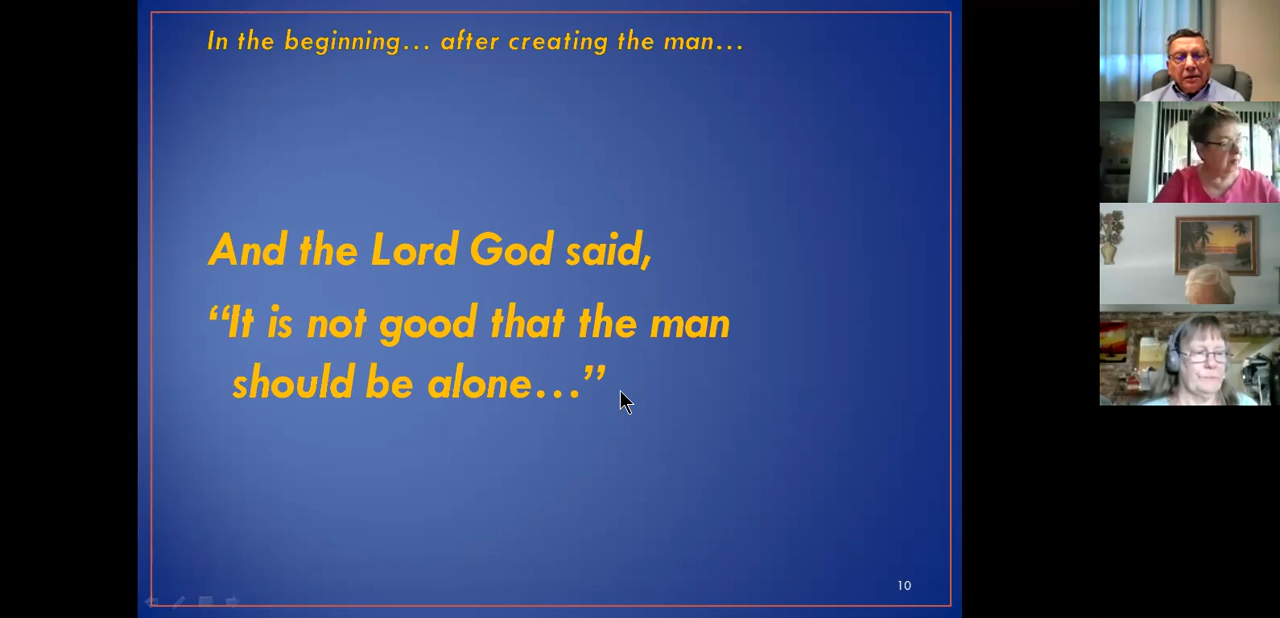 In the beginning… after creating the man…
And the Lord God said,
“It is not good that the man
should be alone…”
10